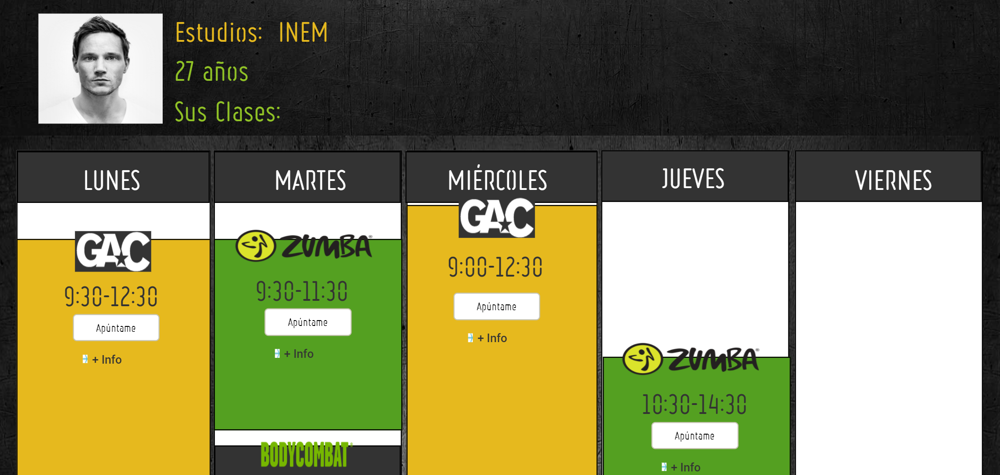 Estudios: INEM
27 años
Sus Clases:
LUNES
GAC
9:30-12:30
Apúntame
+ Info
MARTES
ZUMBA®
9:30-11:30
Apúntame
+ Info
BODYCOMBAT®
MIÉRCOLES
GAC
9:00-12:30
Apúntame
+ Info
JUEVES
ZUMBA®
10:30-14:30
Apúntame
+ Info
VIERNES